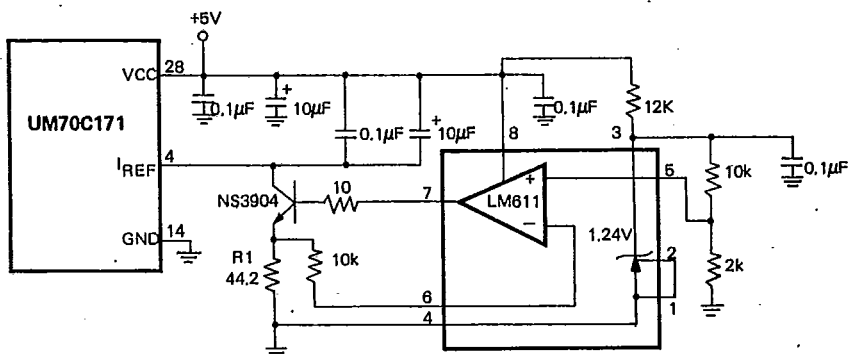 +5V
VCC 28
0.1µF
10µF
+
0.1µF
10µF
+
0.1µF
8
12K
3
UM70C171
IREF 4
NS3904
10
7
LM611
+
−
5
10k
0.1µF
1.24V
2
2k
1
GND 14
R1
44.2
10k
6
4